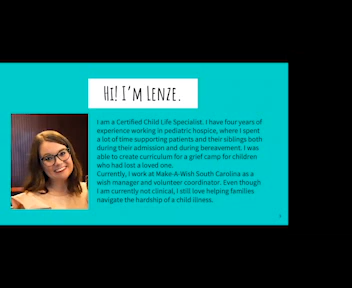 Hi! I'm Lenze.
I am a Certified Child Life Specialist. I have four years of
experience working in pediatric hospice, where I spent
a lot of time supporting patients and their siblings both
during their admission and during bereavement. I was
able to create curriculum for a grief camp for children
who had lost a loved one.
Currently, I work at Make-A-Wish South Carolina as a
wish manager and volunteer coordinator. Even though
I am currently not clinical, I still love helping families
navigate the hardship of a child illness.